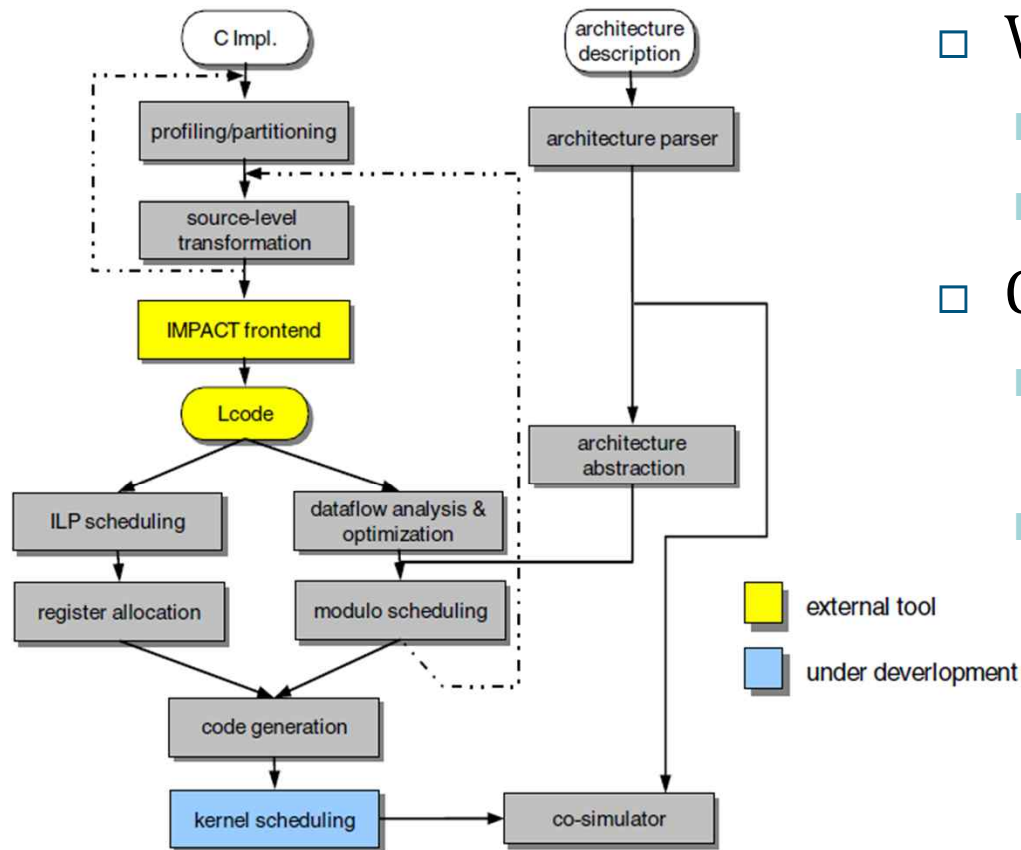 C Impl.
architecture
description
profiling/partitioning
architecture parser
source-level
transformation
IMPACT frontend
Lcode
architecture
abstraction
ILP scheduling
dataflow analysis &
optimization
register allocation
modulo scheduling
external tool
under deverlopment
code generation
kernel scheduling
co-simulator